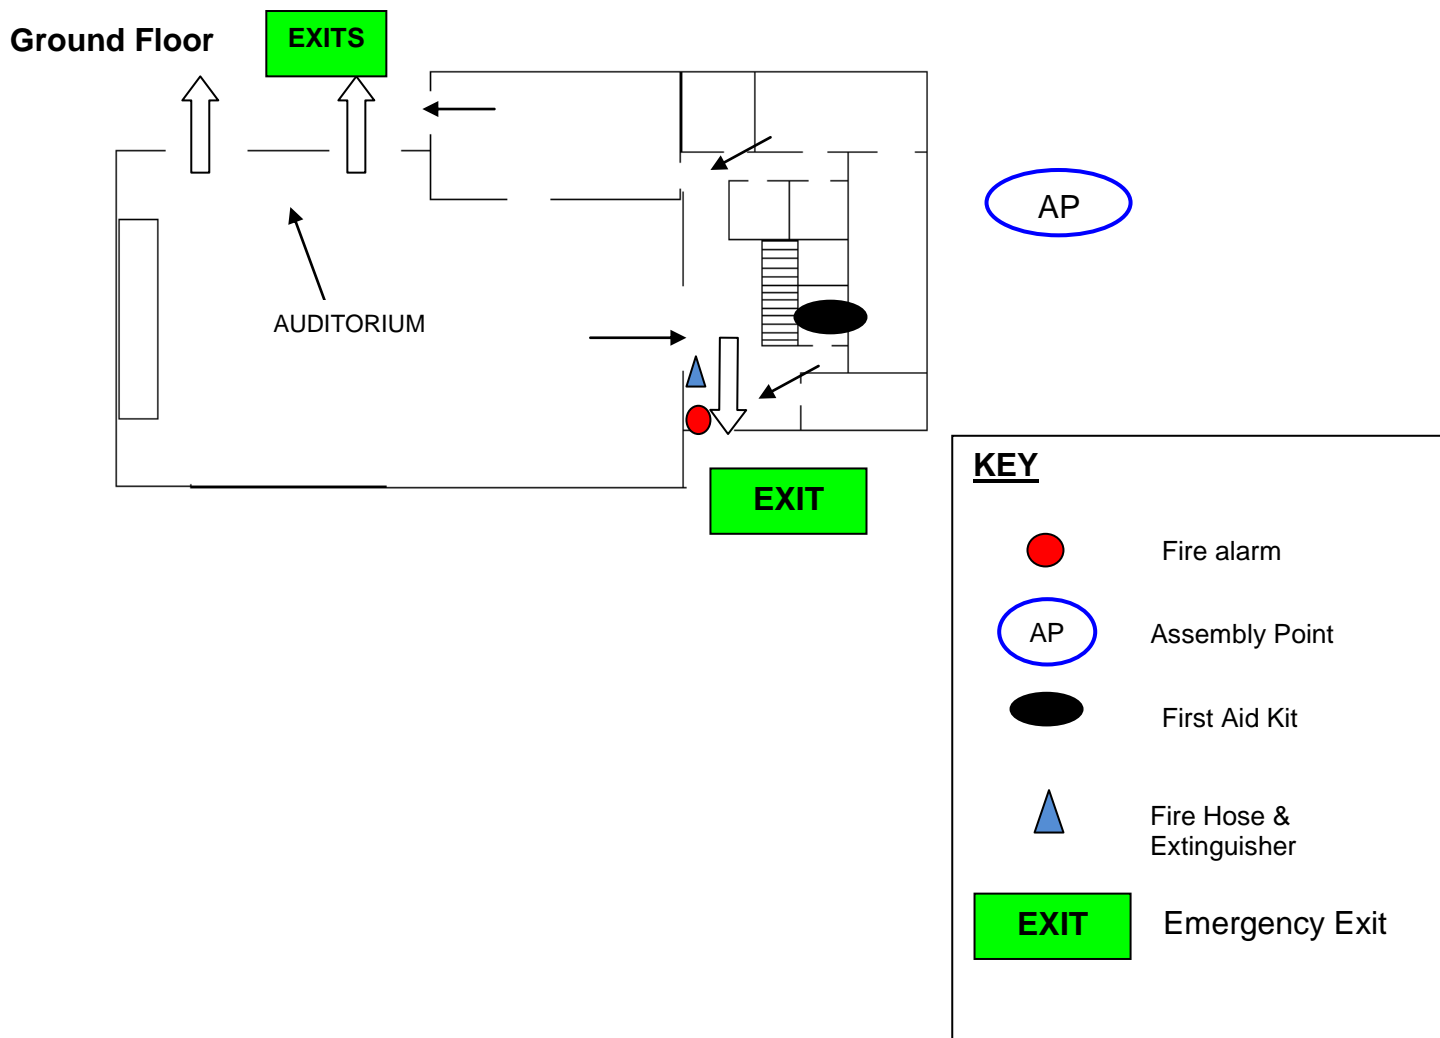 Ground Floor
EXITS
AP
AUDITORIUM
EXIT
KEY
Fire alarm
AP
Assembly Point
First Aid Kit
Fire Hose &
Extinguisher
EXIT
Emergency Exit